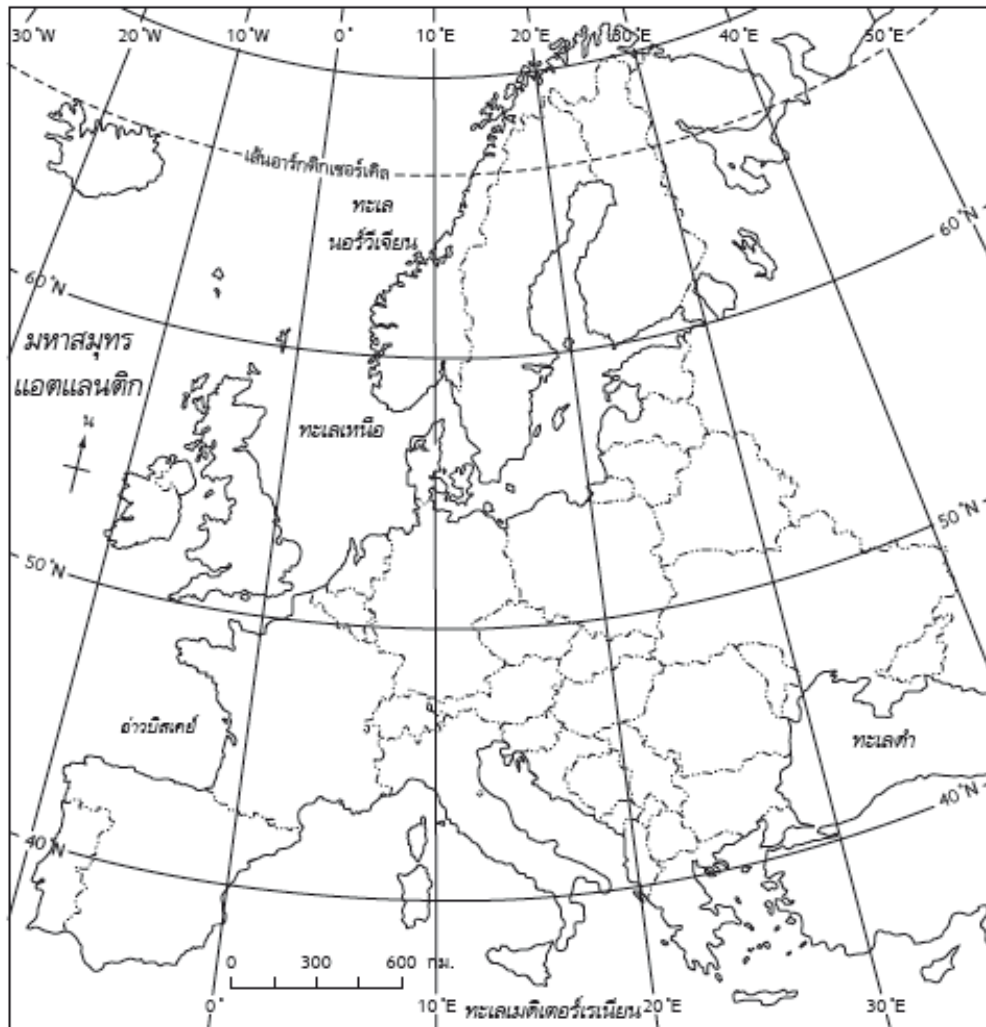 30°W
20°W
10°W
0°
10°E
20°E
30°E
40°E
50°E
เส้นอาร์กติกเซอร์เคิล
ทะเล
นอร์วีเจียน
60°N
60°N
มหาสมุทร
แอตแลนติก
น
ทะเลเหนือ
50°N
50°N
อ่าวบิสเคย์
ทะเลดำ
40°N
40°N
0 300 600 กม.
0°
10°E
ทะเลเมดิเตอร์เรเนียน
20°E
30°E